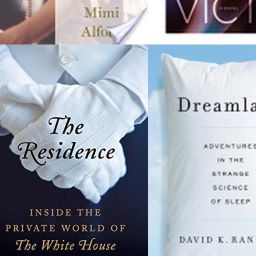 Mimi
Alfo
VICT
The
Residence
INSIDE THE
PRIVATE WORLD OF
The White House
Dreamla
ADVENTURES
IN THE
STRANGE
SCIENCE
OF SLEEP
DAVID K. RAN